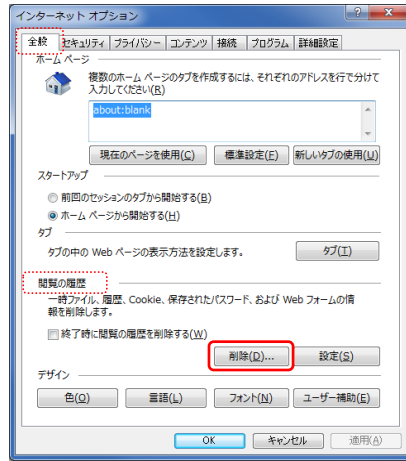 インターネット オプション
全般 セキュリティ プライバシー コンテンツ 接続 プログラム 詳細設定
ホーム ページ
複数のホーム ページのタブを作成するには、それぞれのアドレスを行で分けて
入力してください(R)
about:blank
現在のページを使用(C) 標準設定(F) 新しいタブの使用(U)
スタートアップ
前回のセッションのタブから開始する(B)
ホーム ページから開始する(H)
タブ
タブの中の Web ページの表示方法を設定します。 タブ(T)
閲覧の履歴
一時ファイル、履歴、Cookie、保存されたパスワード、および Web フォームの情
報を削除します。
終了時に閲覧の履歴を削除する(W)
削除(D)... 設定(S)
デザイン
色(O) 言語(L) フォント(N) ユーザー補助(E)
OK キャンセル 適用(A)